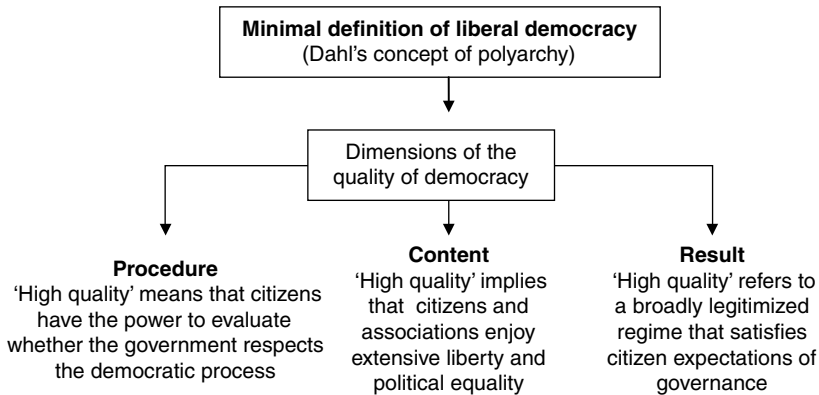 Minimal definition of liberal democracy
(Dahl's concept of polyarchy)
Dimensions of the
quality of democracy
Procedure
‘High quality’ means that citizens
have the power to evaluate
whether the government respects
the democratic process
Content
‘High quality’ implies
that citizens and
associations enjoy
extensive liberty and
political equality
Result
‘High quality’ refers to
a broadly legitimized
regime that satisfies
citizen expectations of
governance